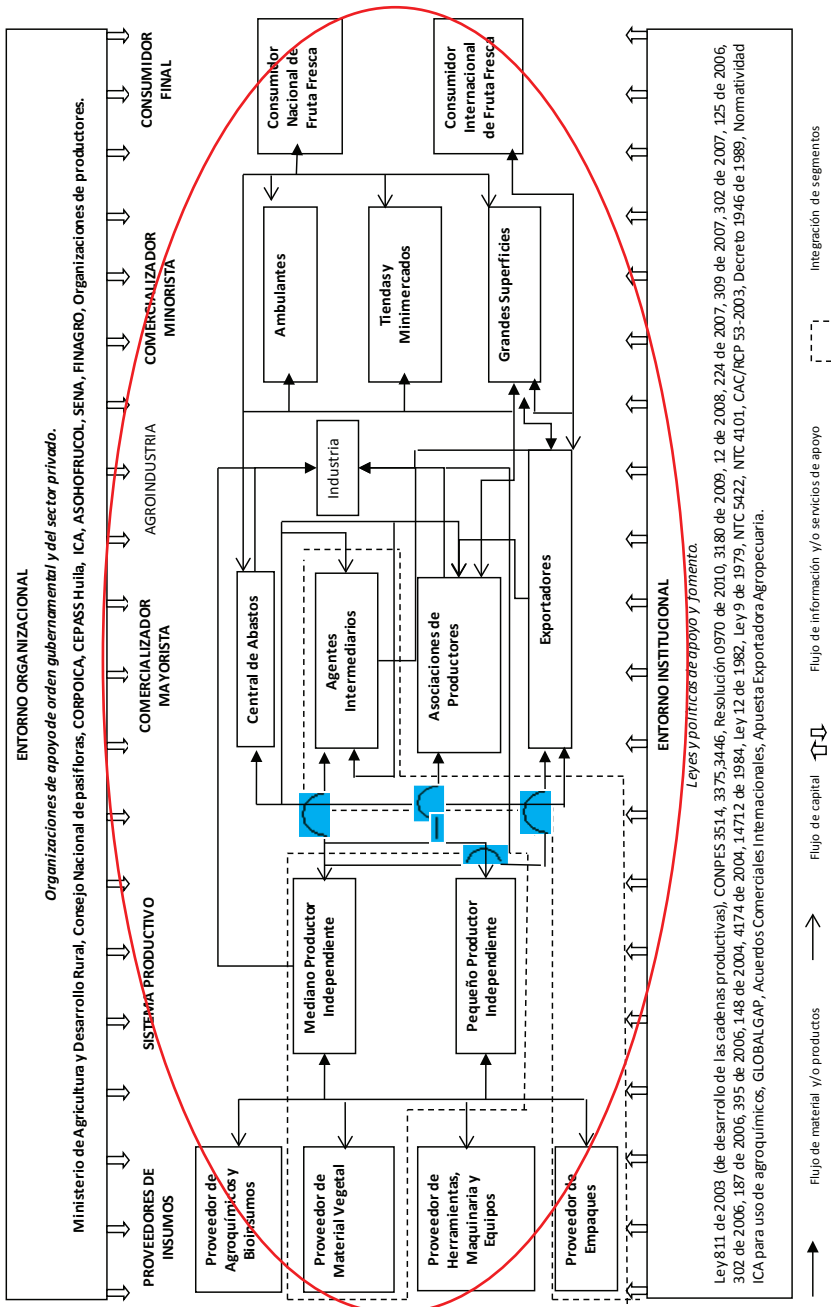 ENTORNO ORGANIZACIONAL
Organizaciones de apoyo de orden gubernamental y del sector privado.
Ministerio de Agricultura y Desarrollo Rural, Consejo Nacional de pasifloras, CORPOICA, CEPASS Huila, ICA, ASOHOFRUCOL, SENA, FINAGRO, Organizaciones de productores.
PROVEEDORES DE
INSUMOS
SISTEMA PRODUCTIVO
COMERCIALIZADOR
MAYORISTA
AGROINDUSTRIA
COMERCIALIZADOR
MINORISTA
CONSUMIDOR
FINAL
Proveedor de
Agroquímicos y
Bioinsumos
Proveedor de
Material Vegetal
Proveedor de
Herramientas,
Maquinaria y
Equipos
Proveedor de
Empaques
Mediano Productor
Independiente
Pequeño Productor
Independiente
Central de Abastos
Agentes
Intermediarios
Asociaciones de
Productores
Exportadores
Industria
Ambulantes
Tiendas y
Minimercados
Grandes Superficies
Consumidor
Nacional de
Fruta Fresca
Consumidor
Internacional
de Fruta Fresca
ENTORNO INSTITUCIONAL
Leyes y políticas de apoyo y fomento.
Ley 811 de 2003 (de desarrollo de las cadenas productivas), CONPES 3514, 3375,3446, Resolución 0970 de 2010, 3180 de 2009, 12 de 2008, 224 de 2007, 309 de 2007, 302 de 2007, 125 de 2006,
302 de 2006, 187 de 2006, 395 de 2006, 148 de 2004, 4174 de 2004, 14712 de 1984, Ley 12 de 1982, Ley 9 de 1979, NTC 5422, NTC 4101, CAC/RCP 53-2003, Decreto 1946 de 1989, Normatividad
ICA para uso de agroquímicos, GLOBALGAP, Acuerdos Comerciales Internacionales, Apuesta Exportadora Agropecuaria.
Flujo de material y/o productos
Flujo de capital
Flujo de información y/o servicios de apoyo
Integración de segmentos